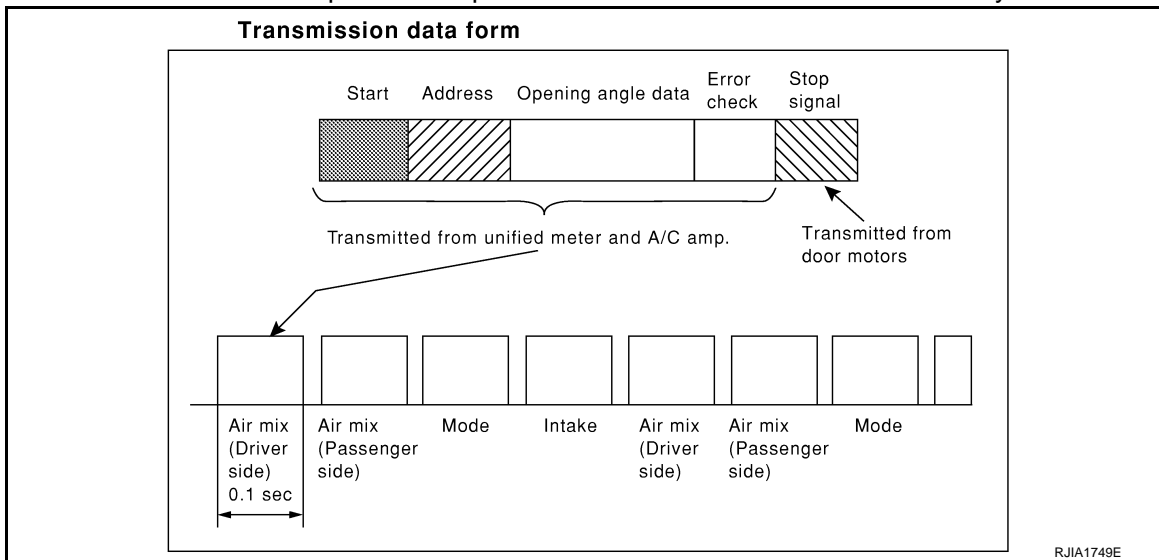 Transmission data form
Start Address Opening angle data Error check Stop signal
Transmitted from unified meter and A/C amp.
Transmitted from door motors
Air mix (Driver side) 0.1 sec
Air mix (Passenger side)
Mode
Intake
Air mix (Driver side)
Air mix (Passenger side)
Mode
RJIA1749E